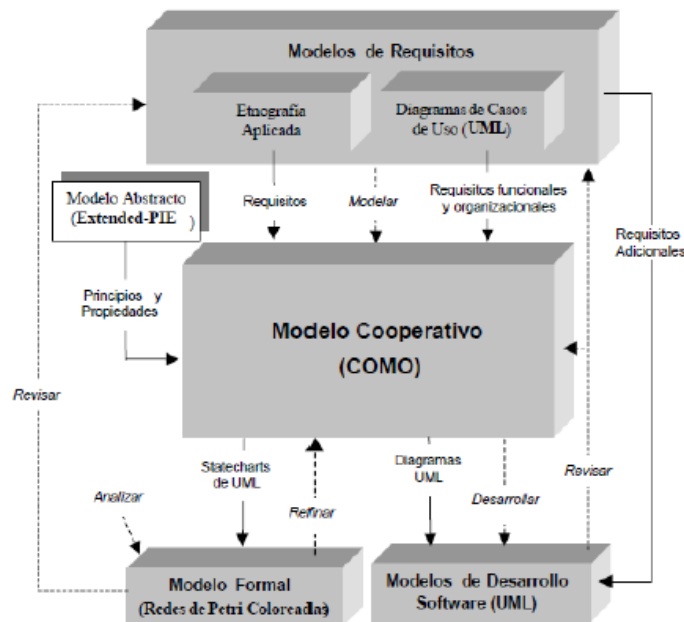 Modelos de Requisitos
Etnografía
Aplicada
Diagramas de Casos
de Uso (UML)
Modelo Abstracto
(Extended-PIE )
Requisitos
Modelar
Requisitos funcionales
y organizacionales
Requisitos
Adicionales
Principios y
Propiedades
Modelo Cooperativo
(COMO)
Revisar
Statecharts
de UML
Diagramas
UML
Revisar
Analizar
Refinar
Desarrollar
Modelo Formal
(Redes de Petri Coloreadas)
Modelos de Desarrollo
Software (UML)